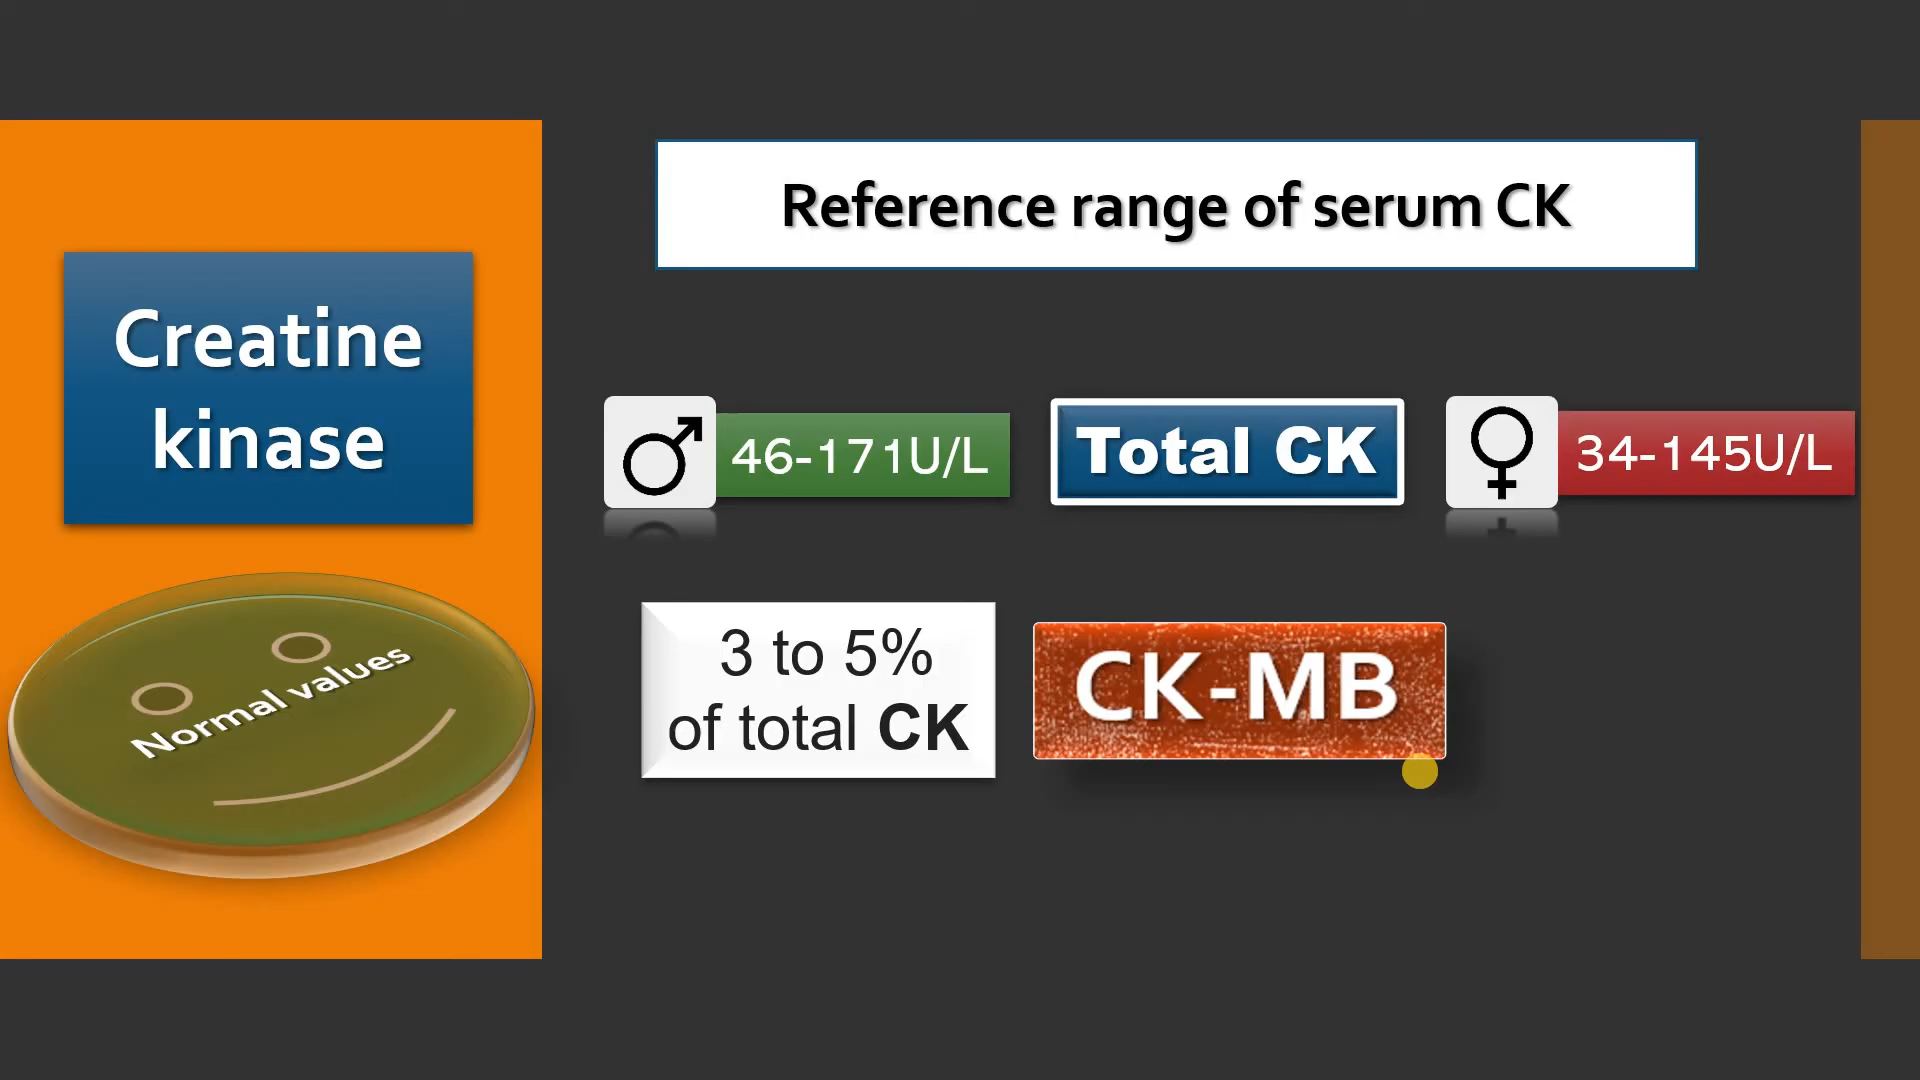 Reference range of serum CK
Creatine
kinase
46-171U/L
Total CK
34-145U/L
Normal values
3 to 5%
of total CK
CK-MB